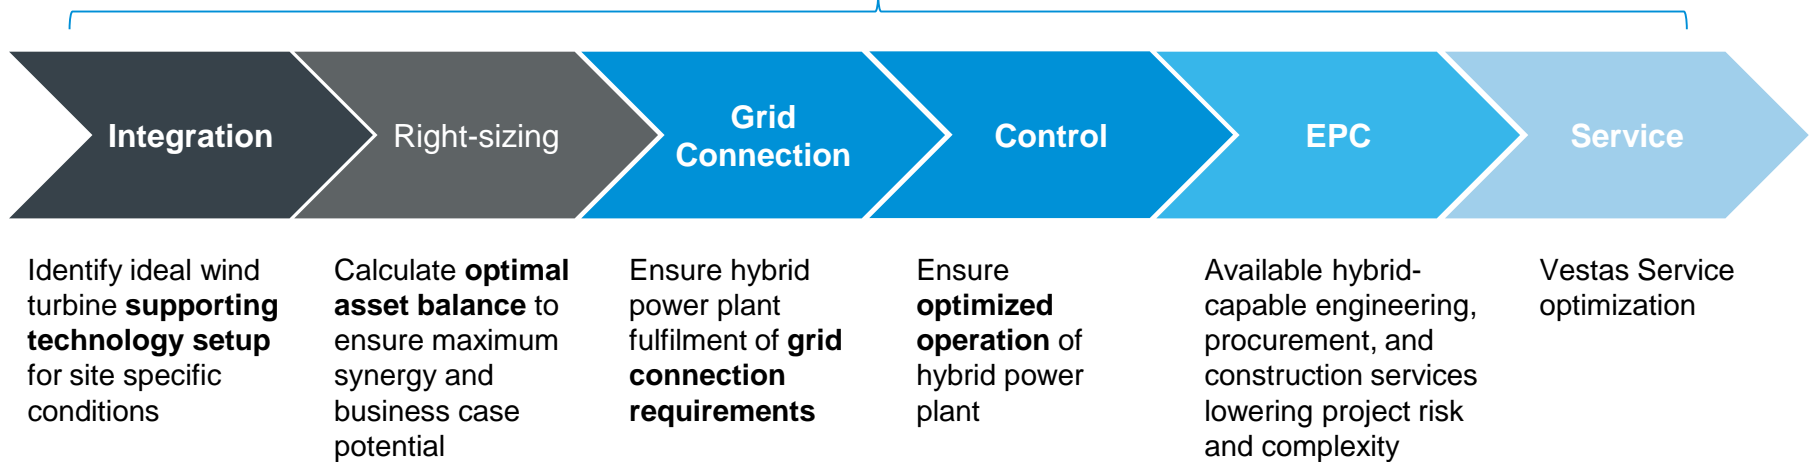 Integration
Right-sizing
Grid
Connection
Control
EPC
Service
Identify ideal wind
turbine supporting
technology setup
for site specific
conditions
Calculate optimal
asset balance to
ensure maximum
synergy and
business case
potential
Ensure hybrid
power plant
fulfilment of grid
connection
requirements
Ensure
optimized
operation of
hybrid power
plant
Available hybrid-
capable engineering,
procurement, and
construction services
lowering project risk
and complexity
Vestas Service
optimization